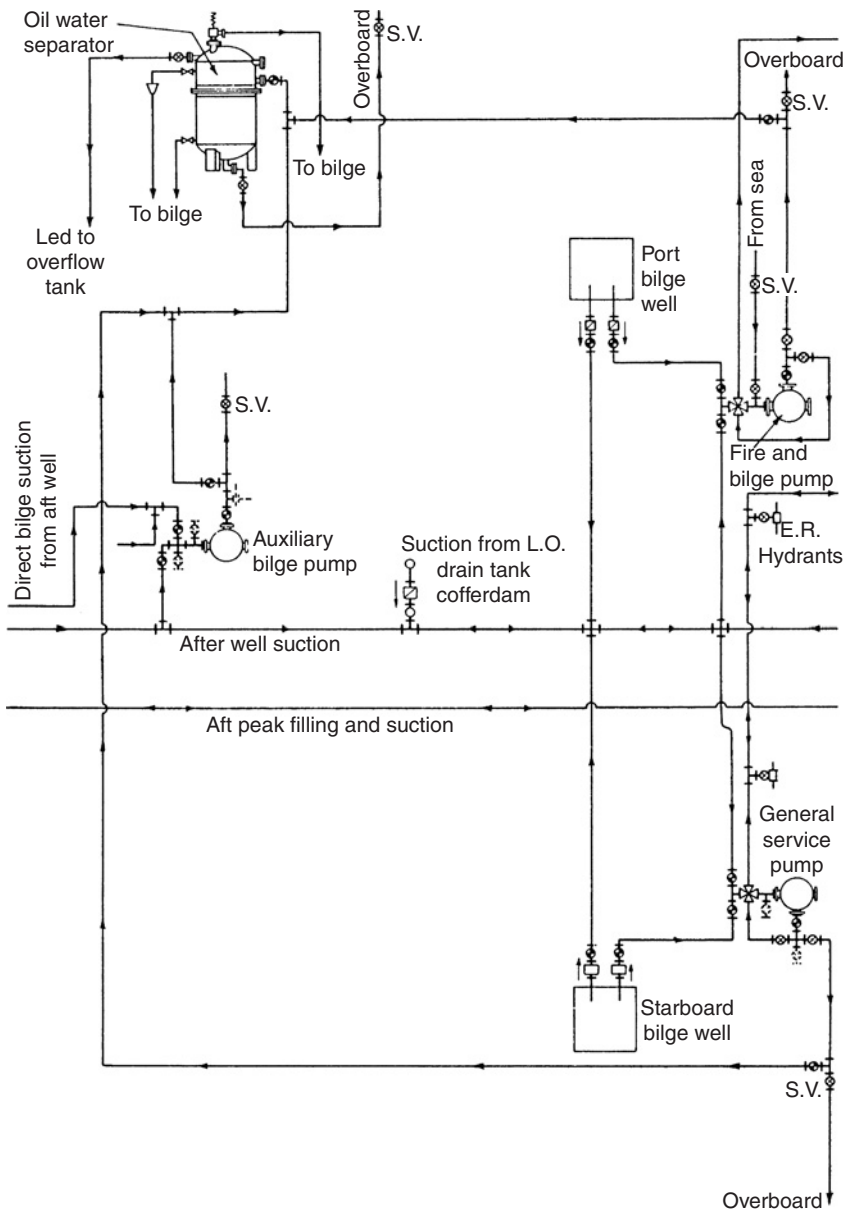 Oil water
separator
S.V.
Overboard
Overboard
S.V.
From sea
S.V.
To bilge
To bilge
Led to
overflow
tank
Port
bilge
well
S.V.
Fire and
bilge pump
Direct bilge suction
from aft well
Auxiliary
bilge pump
Suction from L.O.
drain tank
cofferdam
E.R.
Hydrants
After well suction
Aft peak filling and suction
General
service
pump
Starboard
bilge well
S.V.
Overboard